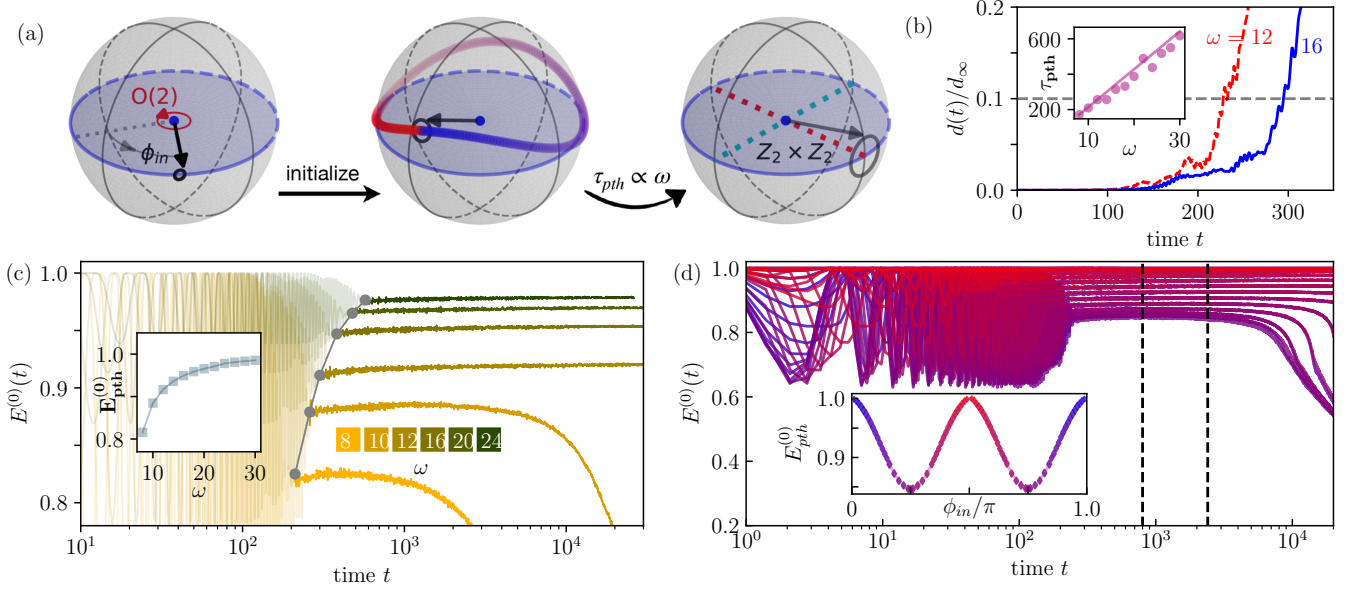 (a)
O(2)
ϕ_in
initialize
τ_pth ∝ ω
Z_2 × Z_2
(b)
0.2
0.1
0.0
d(t)/d_∞
0
100
200
300
time t
ω = 12
16
600
200
τ_pth
10
20
30
ω
(c)
1.0
0.9
0.8
E^(0)(t)
10^1
10^2
10^3
10^4
time t
1.0
0.8
E^(0)_pth
10
20
30
ω
8 10 12 16 20 24
ω
(d)
1.0
0.8
0.6
0.4
0.2
E^(0)(t)
10^0
10^1
10^2
10^3
10^4
time t
1.0
0.9
E^(0)_pth
0
ϕ_in/π
1.0